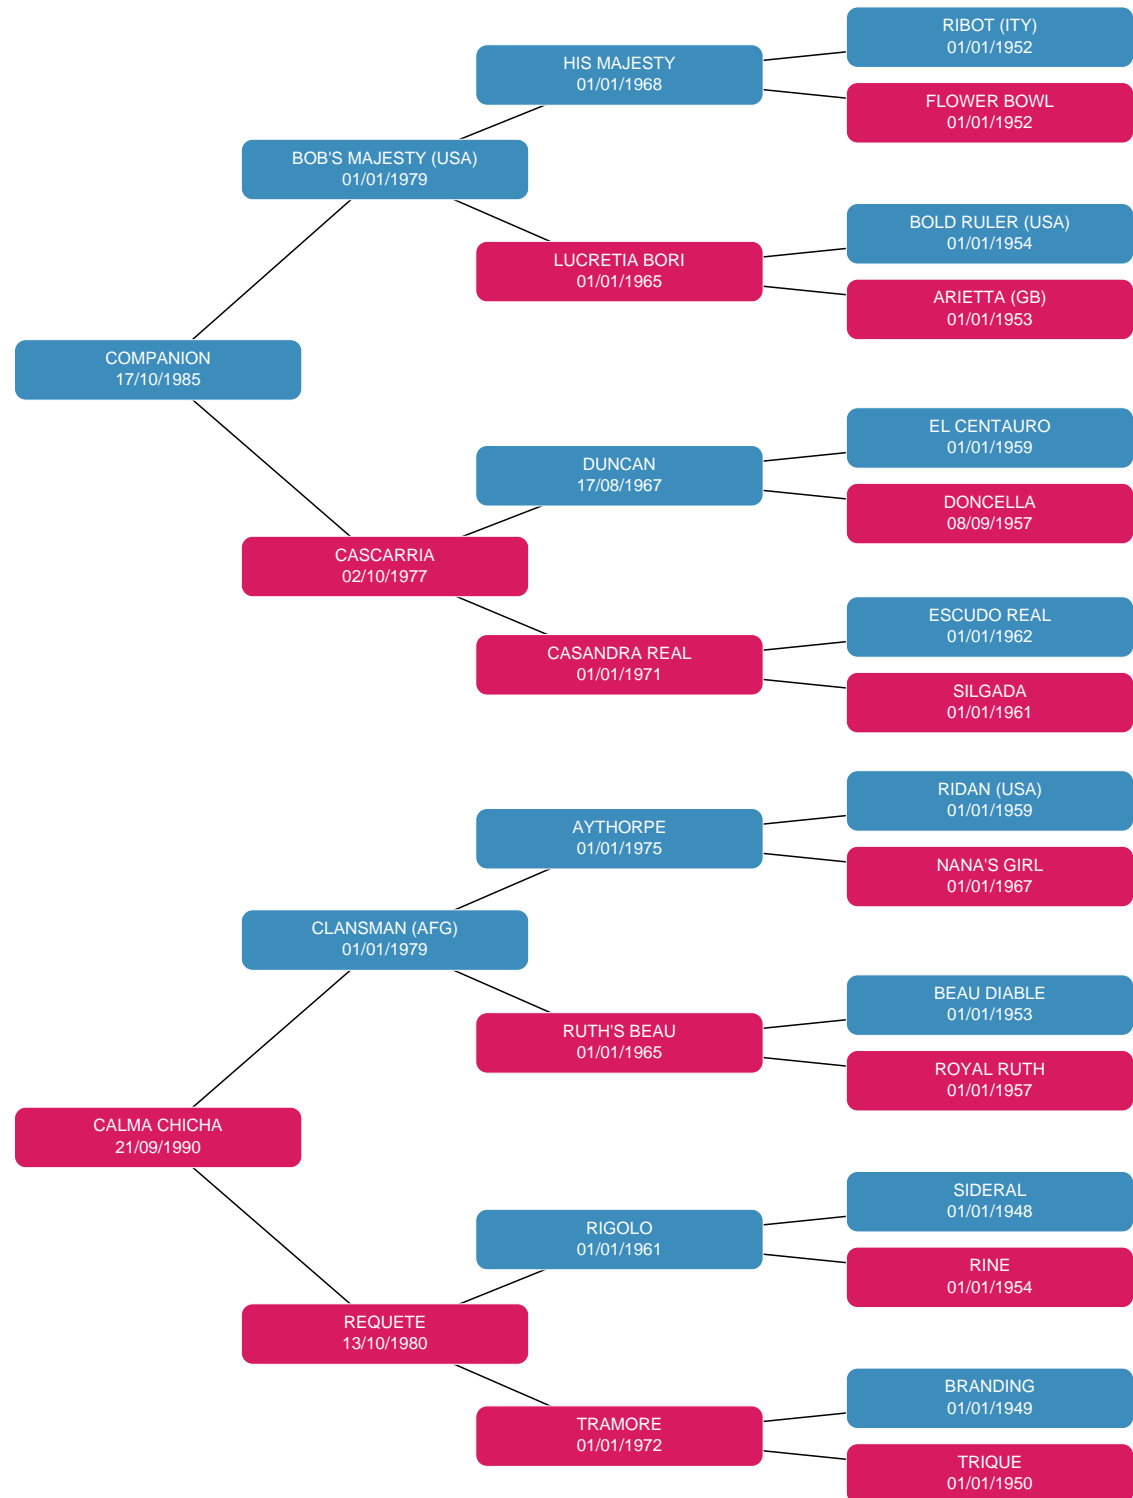 RIBOT (ITY)
01/01/1952
HIS MAJESTY
01/01/1968
FLOWER BOWL
01/01/1952
BOB'S MAJESTY (USA)
01/01/1979
BOLD RULER (USA)
01/01/1954
LUCRETIA BORI
01/01/1965
ARIETTA (GB)
01/01/1953
COMPANION
17/10/1985
EL CENTAURO
01/01/1959
DUNCAN
17/08/1967
DONCELLA
08/09/1957
CASCARRIA
02/10/1977
ESCUDO REAL
01/01/1962
CASANDRA REAL
01/01/1971
SILGADA
01/01/1961
RIDAN (USA)
01/01/1959
AYTHORPE
01/01/1975
NANA'S GIRL
01/01/1967
CLANSMAN (AFG)
01/01/1979
BEAU DIABLE
01/01/1953
RUTH'S BEAU
01/01/1965
ROYAL RUTH
01/01/1957
CALMA CHICHA
21/09/1990
SIDERAL
01/01/1948
RIGOLO
01/01/1961
RINE
01/01/1954
REQUETE
13/10/1980
BRANDING
01/01/1949
TRAMORE
01/01/1972
TRIQUE
01/01/1950